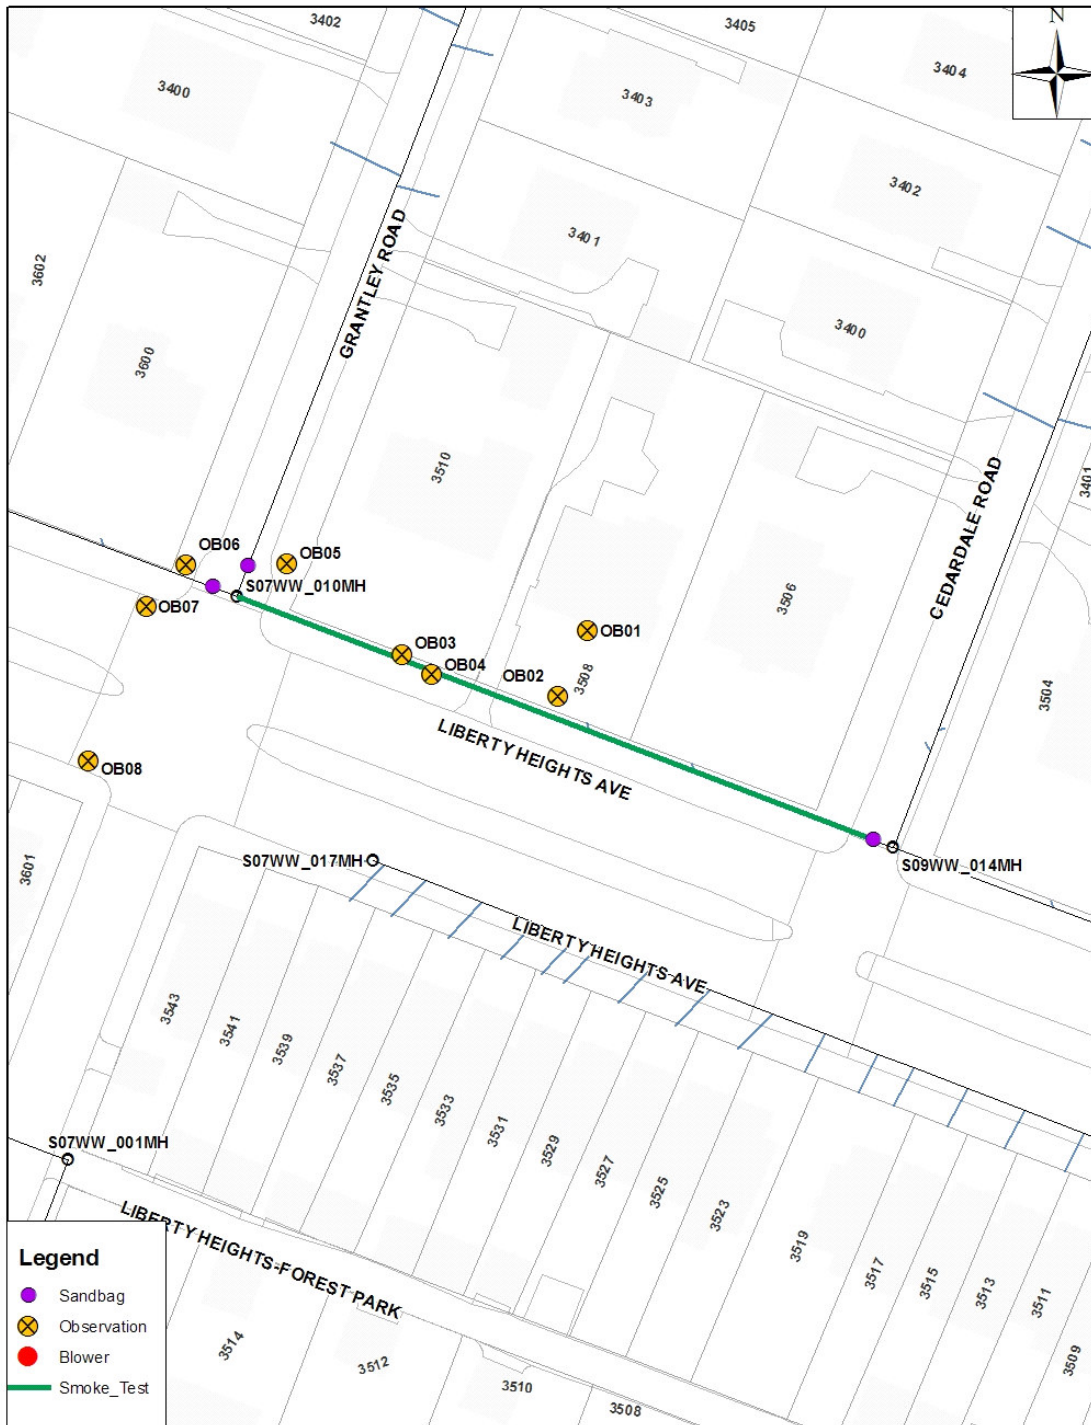 3402
3405
N
3400
3403
3404
3402
3401
3602
GRANTLEY ROAD
3400
3600
3510
3401
CEDARDALE ROAD
OB06
OB05
S07WW_010MH
OB07
3506
OB01
OB03
OB04
OB02
3508
3504
LIBERTY HEIGHTS AVE
OB08
S07WW_017MH
S09WW_014MH
3601
LIBERTY HEIGHTS AVE
3543
3541
3539
3537
3535
3533
3531
3529
3527
3525
3523
3519
3517
3515
3513
3511
3509
S07WW_001MH
LIBERTY HEIGHTS-FOREST PARK
3514
3512
3510
3508
Legend
Sandbag
Observation
Blower
Smoke_Test